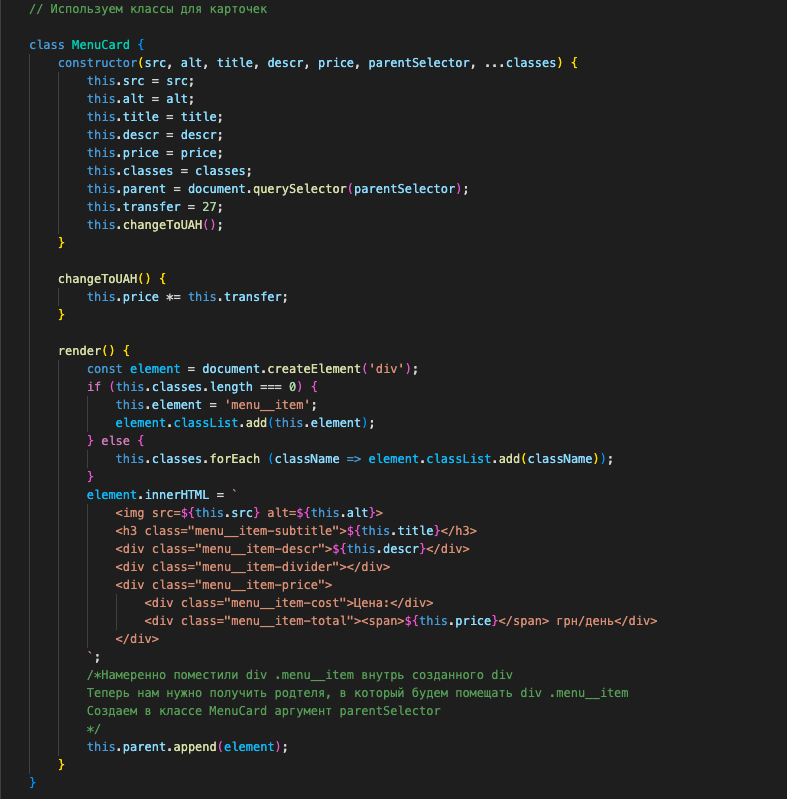 // Используем классы для карточек
class MenuCard {
constructor(src, alt, title, descr, price, parentSelector, ...classes) {
this.src = src;
this.alt = alt;
this.title = title;
this.descr = descr;
this.price = price;
this.classes = classes;
this.parent = document.querySelector(parentSelector);
this.transfer = 27;
this.changeToUAH();
}
changeToUAH() {
this.price *= this.transfer;
}
render() {
const element = document.createElement('div');
if (this.classes.length === 0) {
this.element = 'menu__item';
element.classList.add(this.element);
} else {
this.classes.forEach (className => element.classList.add(className));
}
element.innerHTML = `
<img src=${this.src} alt=${this.alt}>
<h3 class="menu__item-subtitle">${this.title}</h3>
<div class="menu__item-descr">${this.descr}</div>
<div class="menu__item-divider"></div>
<div class="menu__item-price">
<div class="menu__item-cost">Цена:</div>
<div class="menu__item-total"><span>${this.price}</span> грн/день</div>
</div>
`;
/*Намеренно поместили div .menu__item внутрь созданного div
Теперь нам нужно получить родтеля, в который будем помещать div .menu__item
Создаем в классе MenuCard аргумент parentSelector
*/
this.parent.append(element);
}
}